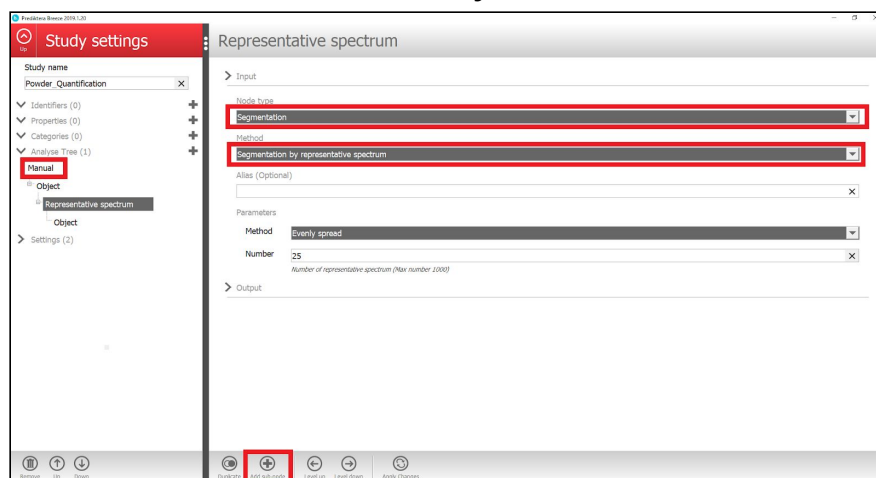 Prediktera Breeze 2019.1.20
Up
Study settings
Representative spectrum
Study name
Powder_Quantification
Identifiers (0)
Properties (0)
Categories (0)
Analyse Tree (1)
Manual
Object
Representative spectrum
Object
Settings (2)
Input
Node type
Segmentation
Method
Segmentation by representative spectrum
Alias (Optional)
Parameters
Method Evenly spread
Number 25
Number of representative spectrum (Max number 1000)
Output
Remove Up Down
Duplicate Add sub node Level up Level down Apply Changes